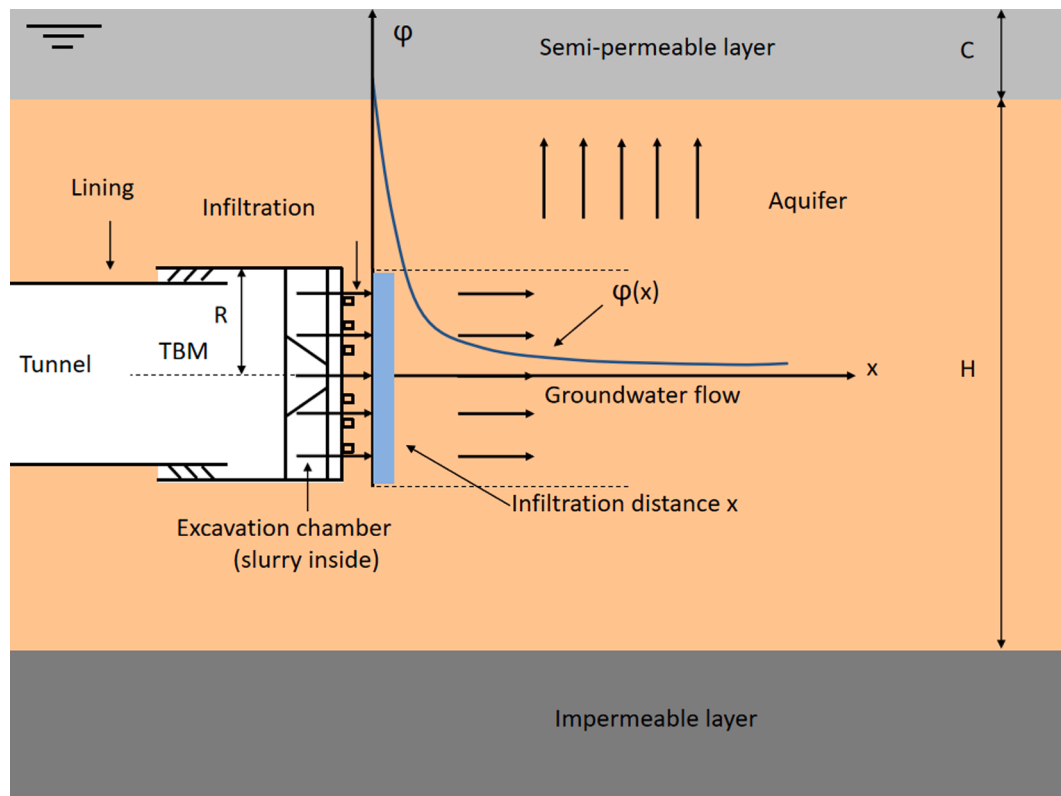 φ
Semi-permeable layer
C
Lining
Infiltration
Aquifer
R
φ(x)
Tunnel
TBM
x
H
Groundwater flow
Infiltration distance x
Excavation chamber
(slurry inside)
Impermeable layer